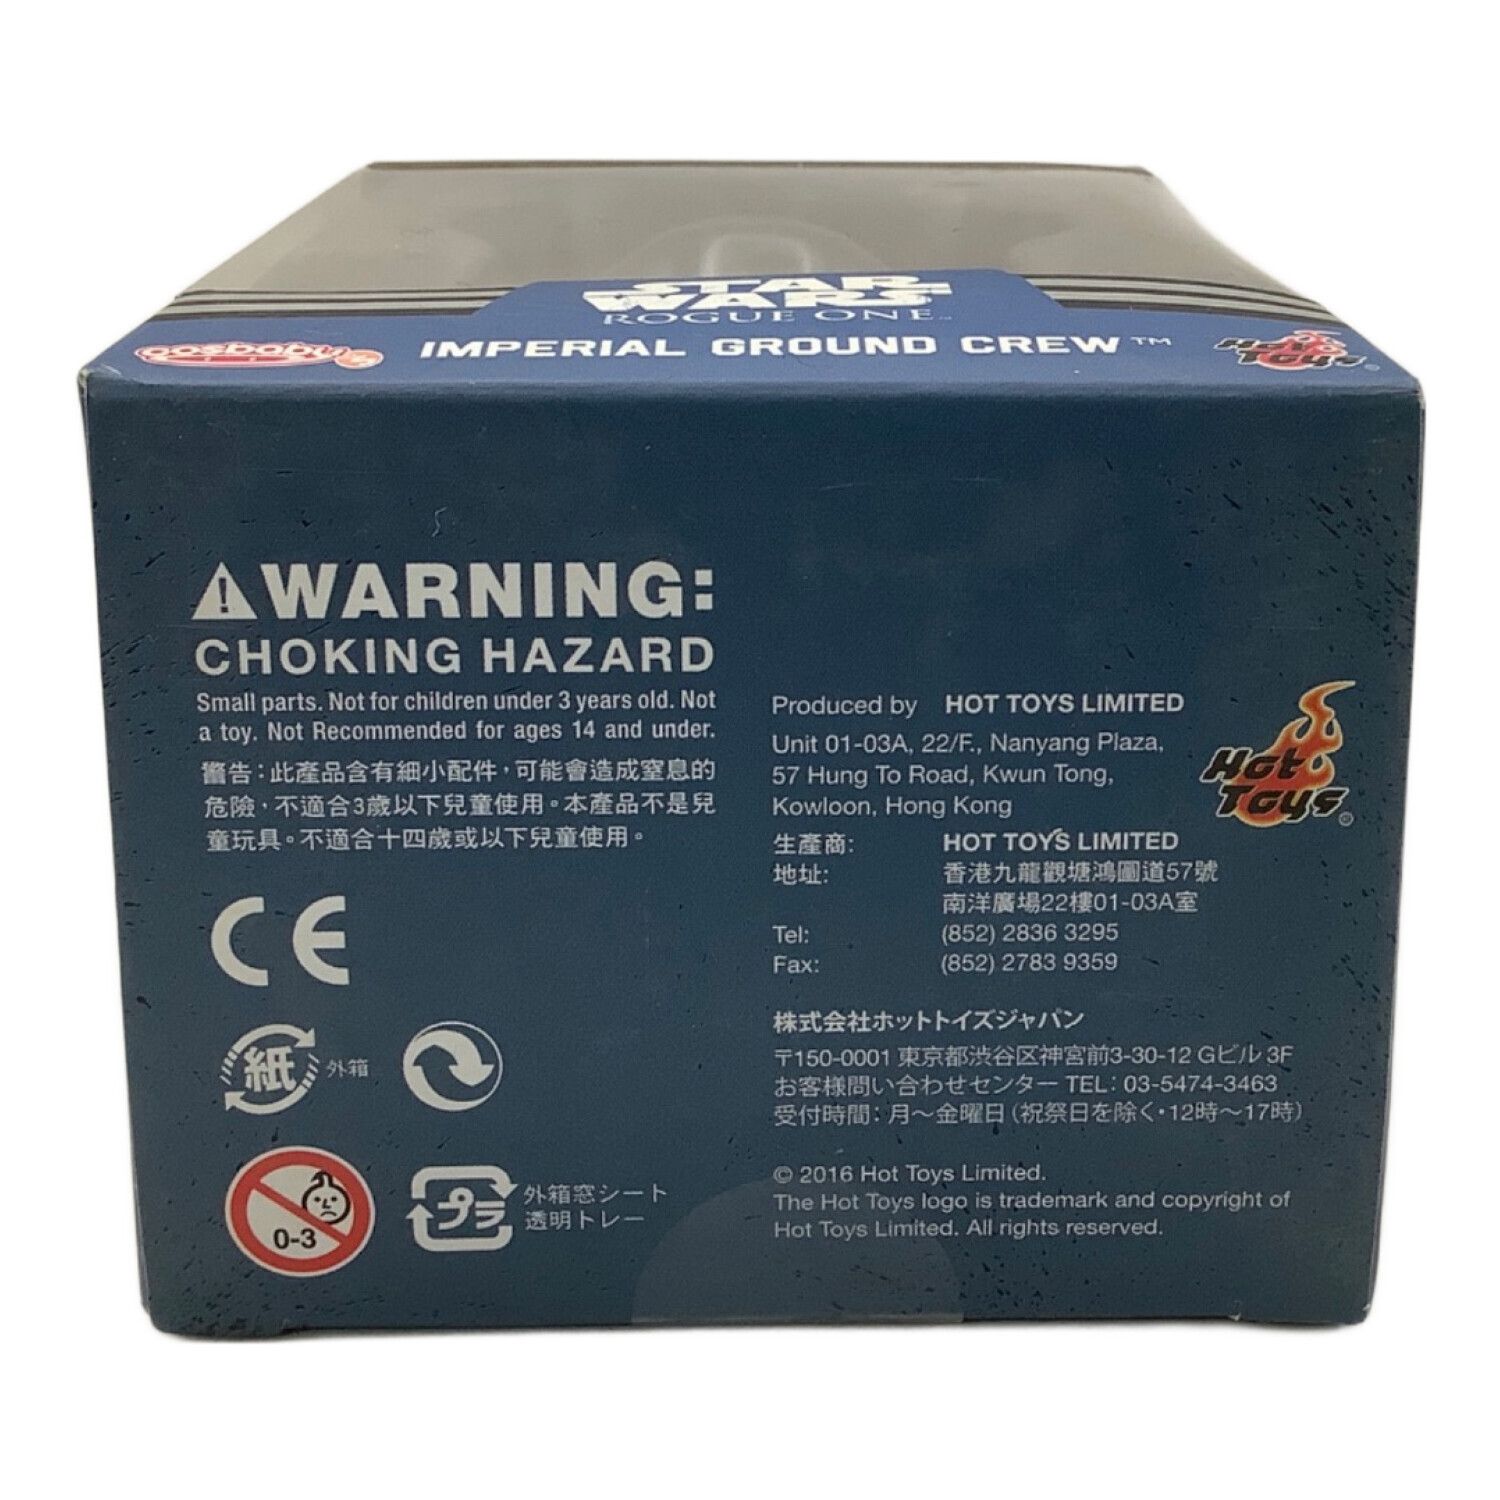 STAR
WARS
ROGUE ONE™
cosbaby
IMPERIAL GROUND CREW™
Hot
Toys®
WARNING:
CHOKING HAZARD
Small parts. Not for children under 3 years old. Not
a toy. Not Recommended for ages 14 and under.
警告：此產品含有細小配件，可能會造成窒息的
危險，不適合3歲以下兒童使用。本產品不是兒
童玩具。不適合十四歲或以下兒童使用。
CE
紙 外箱
0-3
プラ
外箱窓シート
透明トレー
Produced by HOT TOYS LIMITED
Unit 01-03A, 22/F., Nanyang Plaza,
57 Hung To Road, Kwun Tong,
Kowloon, Hong Kong
生產商: HOT TOYS LIMITED
地址: 香港九龍觀塘鴻圖道57號
南洋廣場22樓01-03A室
Tel: (852) 2836 3295
Fax: (852) 2783 9359
Hot
Toys®
株式会社ホットトイズジャパン
〒150-0001 東京都渋谷区神宮前3-30-12 Gビル 3F
お客様問い合わせセンター TEL: 03-5474-3463
受付時間：月～金曜日（祝祭日を除く・12時～17時）
© 2016 Hot Toys Limited.
The Hot Toys logo is trademark and copyright of
Hot Toys Limited. All rights reserved.